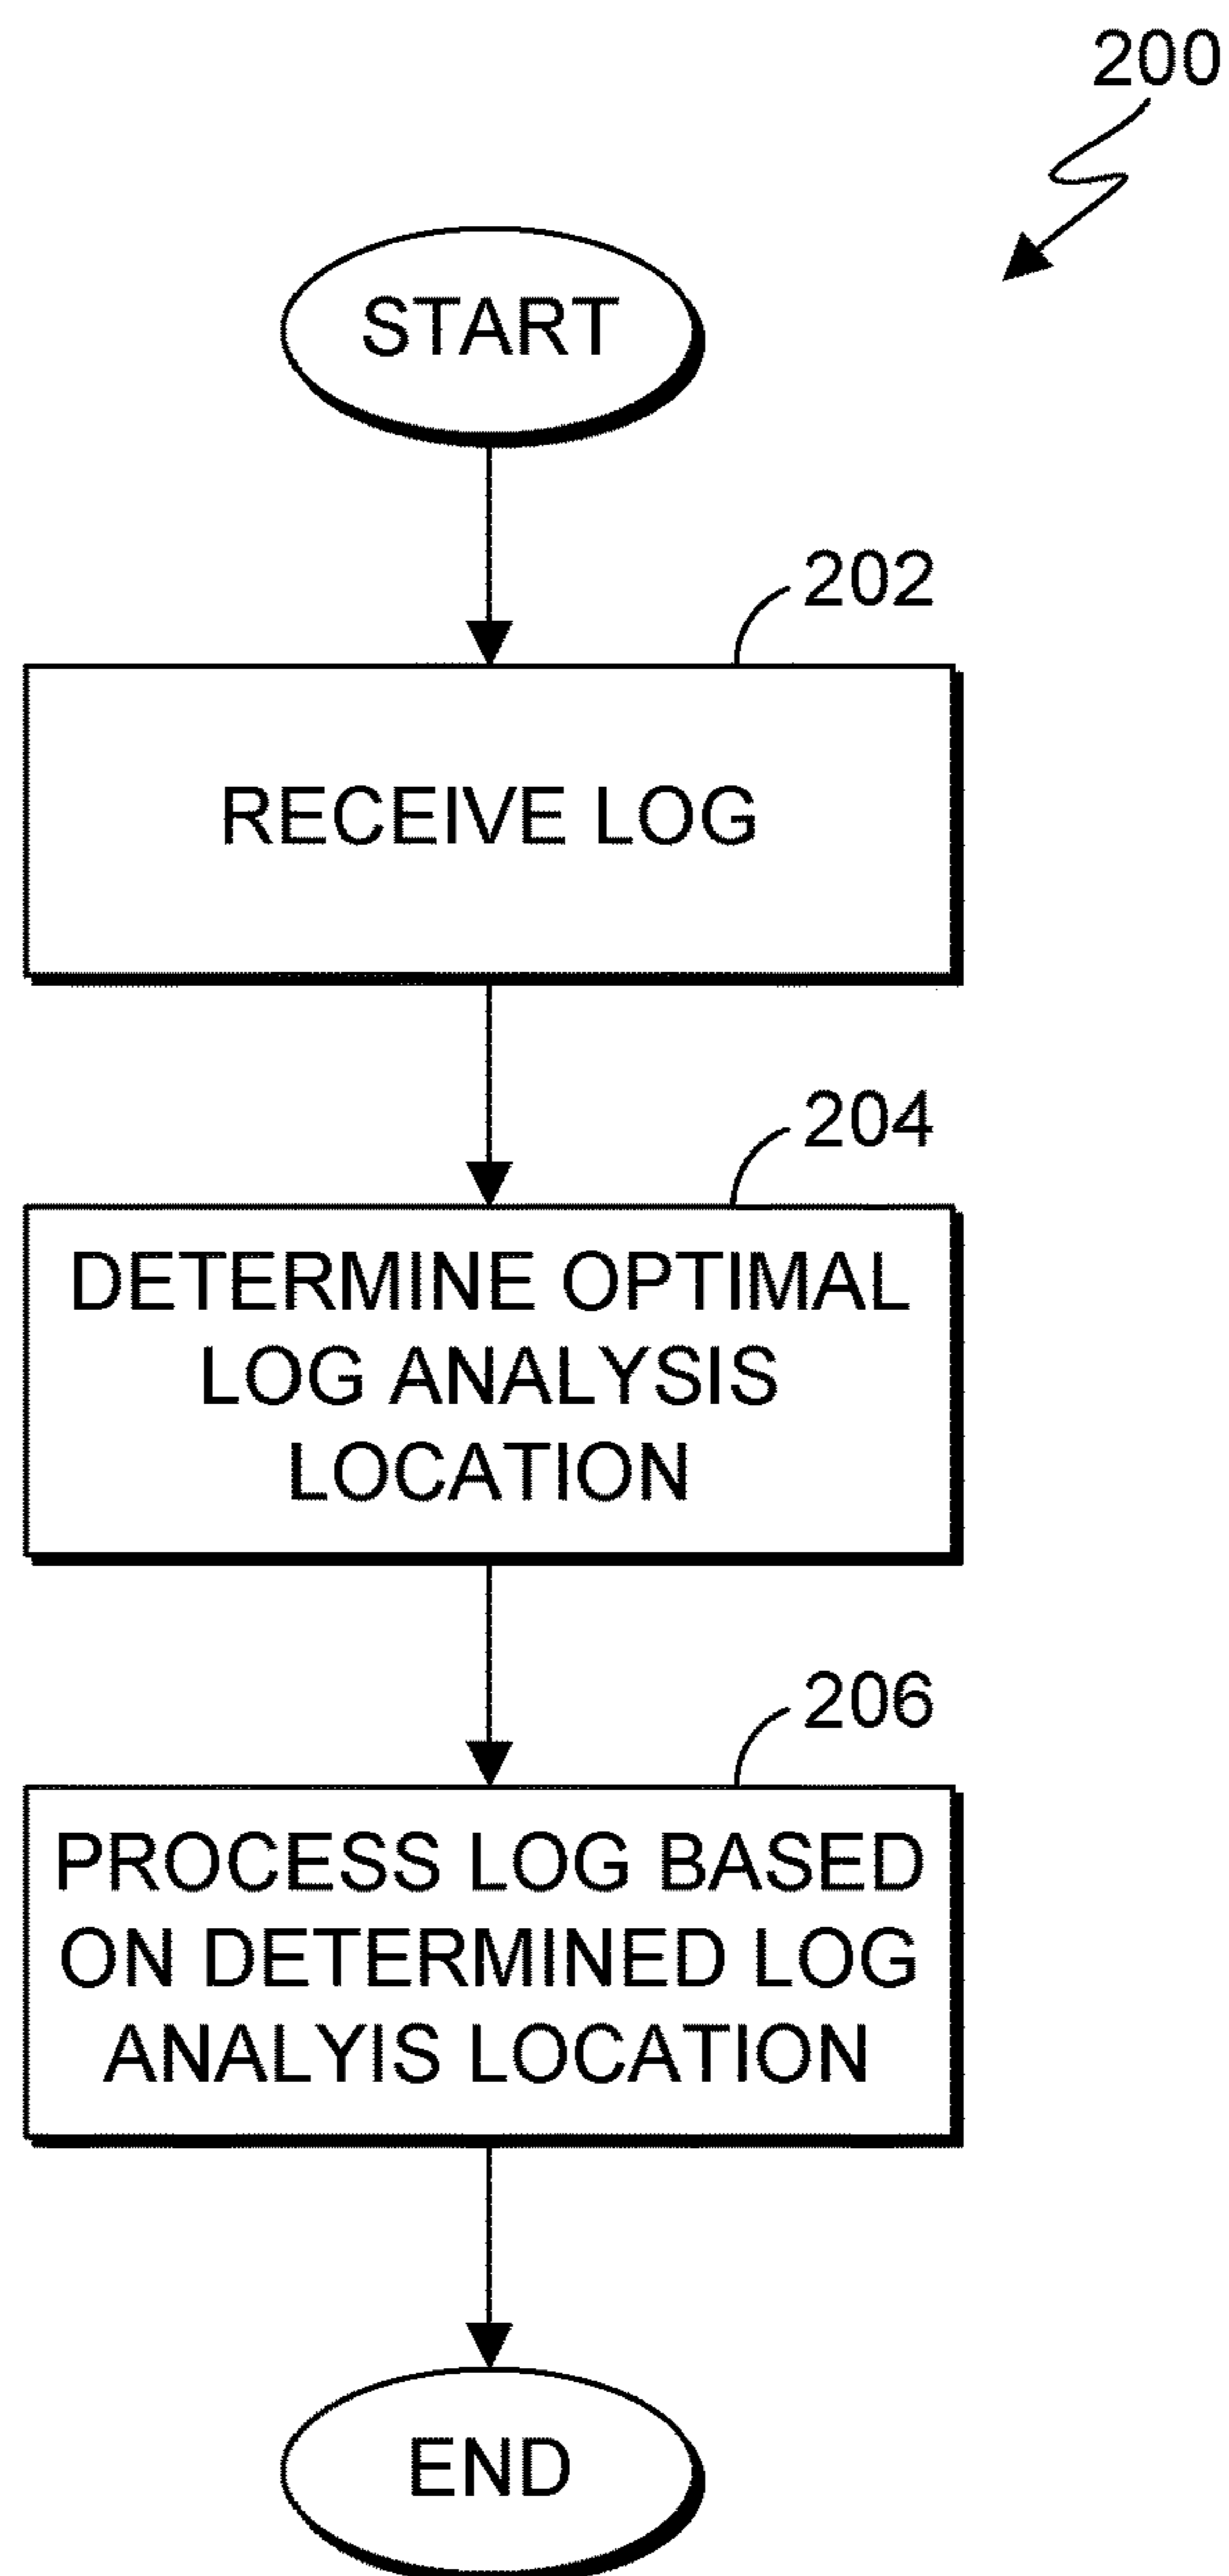 200
START
202
RECEIVE LOG
204
DETERMINE OPTIMAL
LOG ANALYSIS
LOCATION
206
PROCESS LOG BASED
ON DETERMINED LOG
ANALYIS LOCATION
END